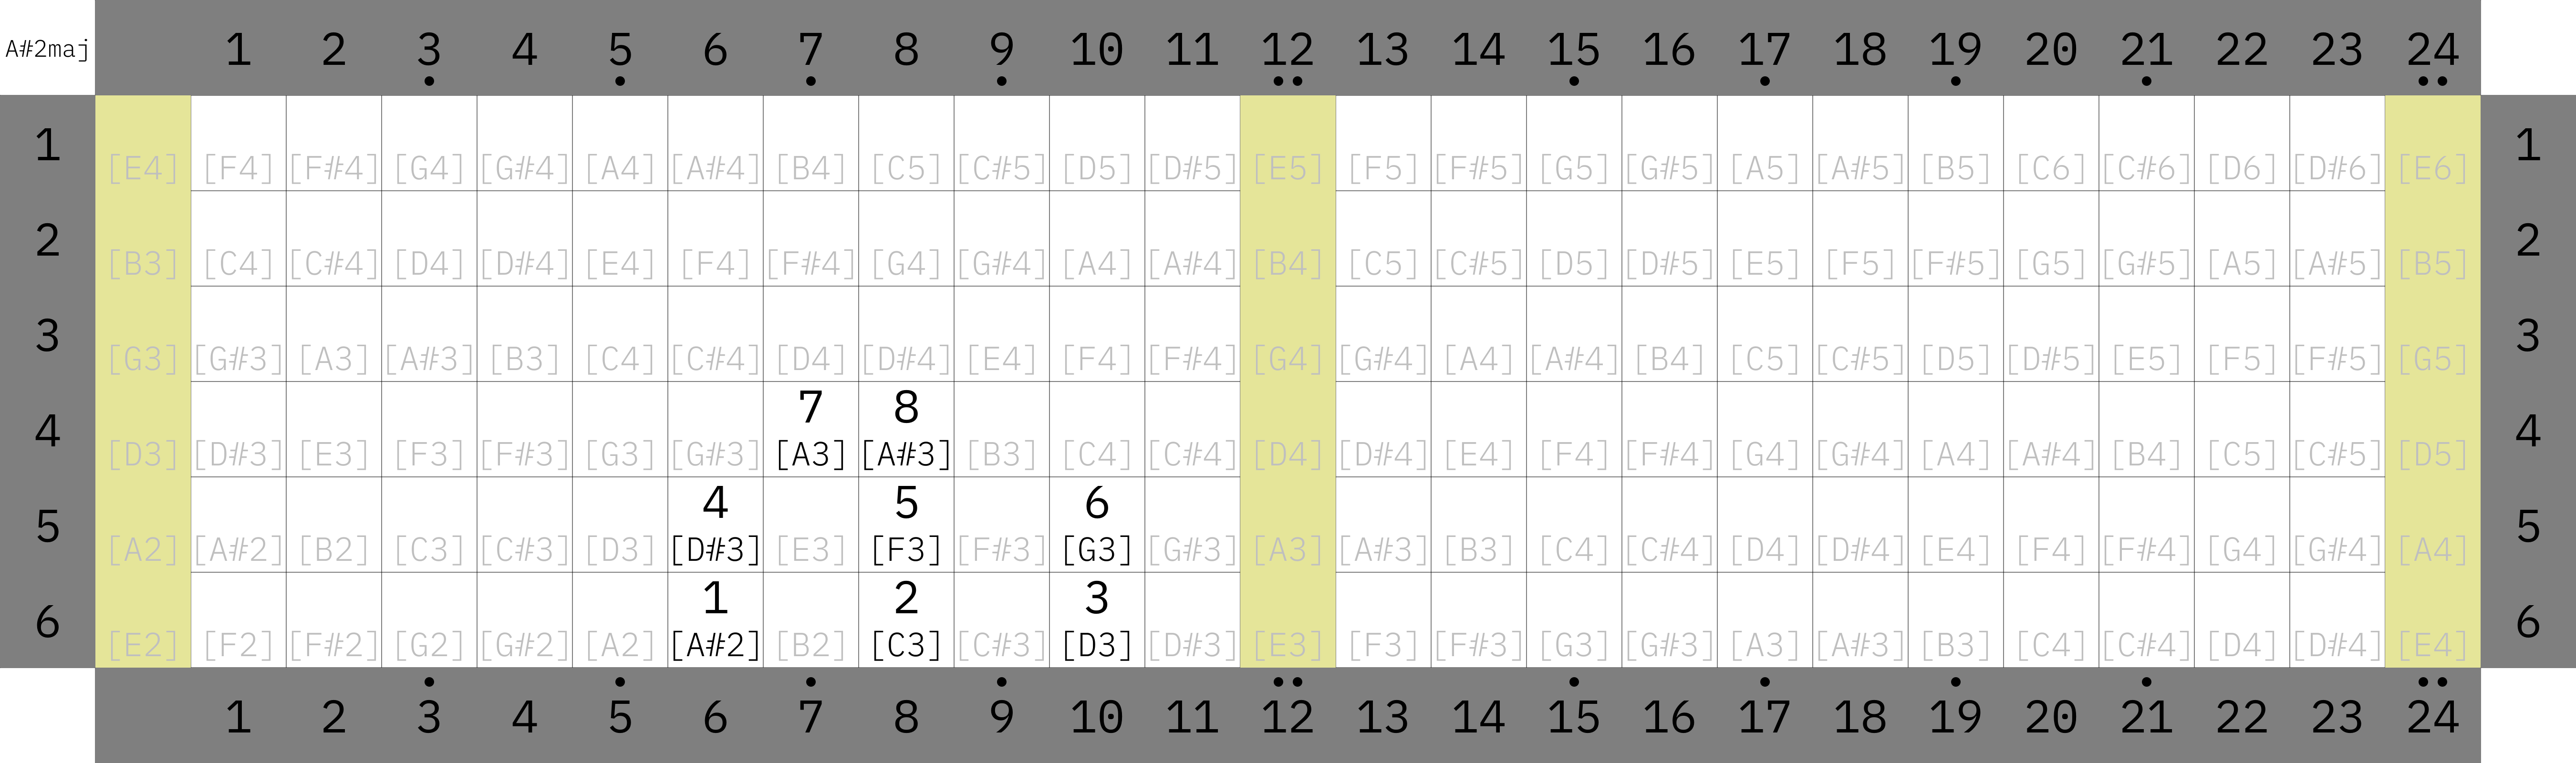 A#2maj 1 2 3 4 5 6 7 8 9 10 11 12 13 14 15 16 17 18 19 20 21 22 23 24
1 1
[E4] [F4] [F#4] [G4] [G#4] [A4] [A#4] [B4] [C5] [C#5] [D5] [D#5] [E5] [F5] [F#5] [G5] [G#5] [A5] [A#5] [B5] [C6] [C#6] [D6] [D#6] [E6]
2 2
[B3] [C4] [C#4] [D4] [D#4] [E4] [F4] [F#4] [G4] [G#4] [A4] [A#4] [B4] [C5] [C#5] [D5] [D#5] [E5] [F5] [F#5] [G5] [G#5] [A5] [A#5] [B5]
3 3
[G3] [G#3] [A3] [A#3] [B3] [C4] [C#4] [D4] [D#4] [E4] [F4] [F#4] [G4] [G#4] [A4] [A#4] [B4] [C5] [C#5] [D5] [D#5] [E5] [F5] [F#5] [G5]
4 7 8 4
[D3] [D#3] [E3] [F3] [F#3] [G3] [G#3] [A3] [A#3] [B3] [C4] [C#4] [D4] [D#4] [E4] [F4] [F#4] [G4] [G#4] [A4] [A#4] [B4] [C5] [C#5] [D5]
5 4 5 6 5
[A2] [A#2] [B2] [C3] [C#3] [D3] [D#3] [E3] [F3] [F#3] [G3] [G#3] [A3] [A#3] [B3] [C4] [C#4] [D4] [D#4] [E4] [F4] [F#4] [G4] [G#4] [A4]
6 1 2 3 6
[E2] [F2] [F#2] [G2] [G#2] [A2] [A#2] [B2] [C3] [C#3] [D3] [D#3] [E3] [F3] [F#3] [G3] [G#3] [A3] [A#3] [B3] [C4] [C#4] [D4] [D#4] [E4]
1 2 3 4 5 6 7 8 9 10 11 12 13 14 15 16 17 18 19 20 21 22 23 24